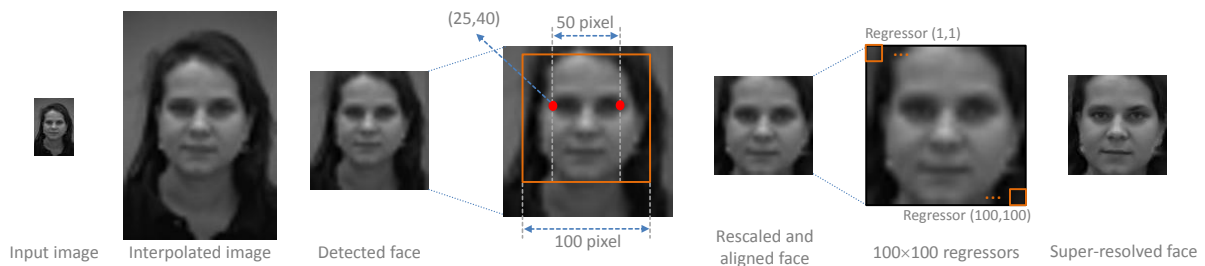 (25,40)
50 pixel
100 pixel
Regressor (1,1)
...
...
Regressor (100,100)
Input image
Interpolated image
Detected face
Rescaled and
aligned face
100×100 regressors
Super-resolved face